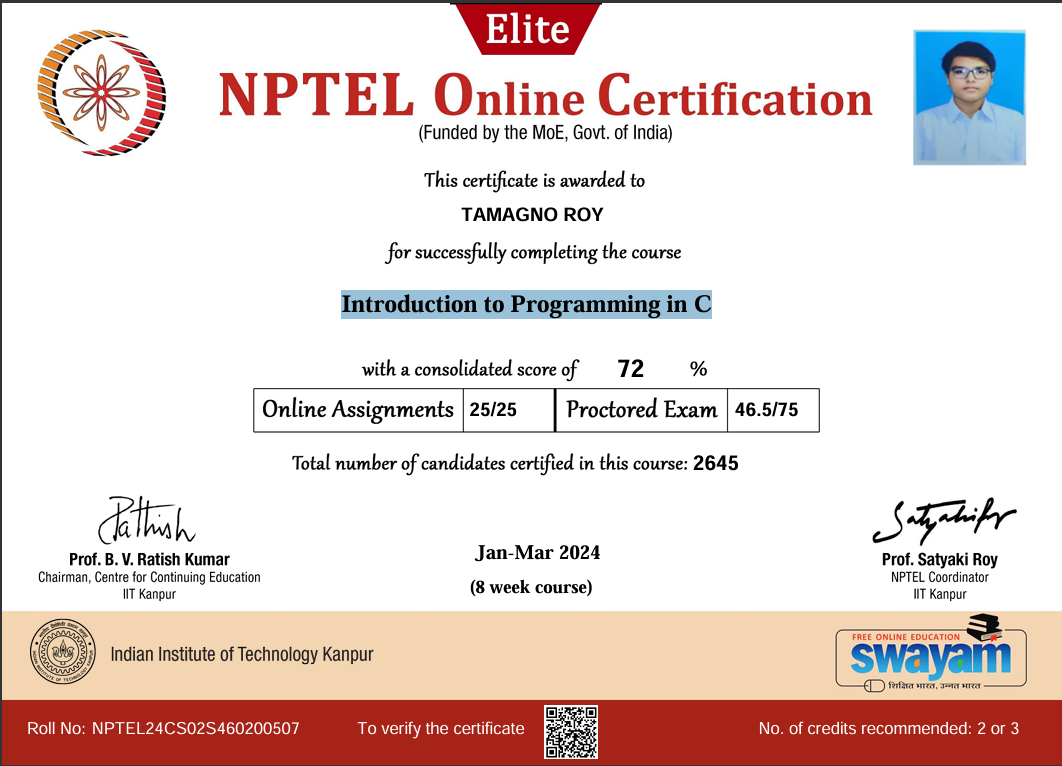 Elite
NPTEL Online Certification
(Funded by the MoE, Govt. of India)
This certificate is awarded to
TAMAGNO ROY
for successfully completing the course
Introduction to Programming in C
with a consolidated score of 72 %
Online Assignments 25/25 Proctored Exam 46.5/75
Total number of candidates certified in this course: 2645
Prof. B. V. Ratish Kumar
Chairman, Centre for Continuing Education
IIT Kanpur
Jan-Mar 2024
(8 week course)
Prof. Satyaki Roy
NPTEL Coordinator
IIT Kanpur
Indian Institute of Technology Kanpur
FREE ONLINE EDUCATION
swayam
शिक्षित भारत, उन्नत भारत
Roll No: NPTEL24CS02S460200507
To verify the certificate
No. of credits recommended: 2 or 3